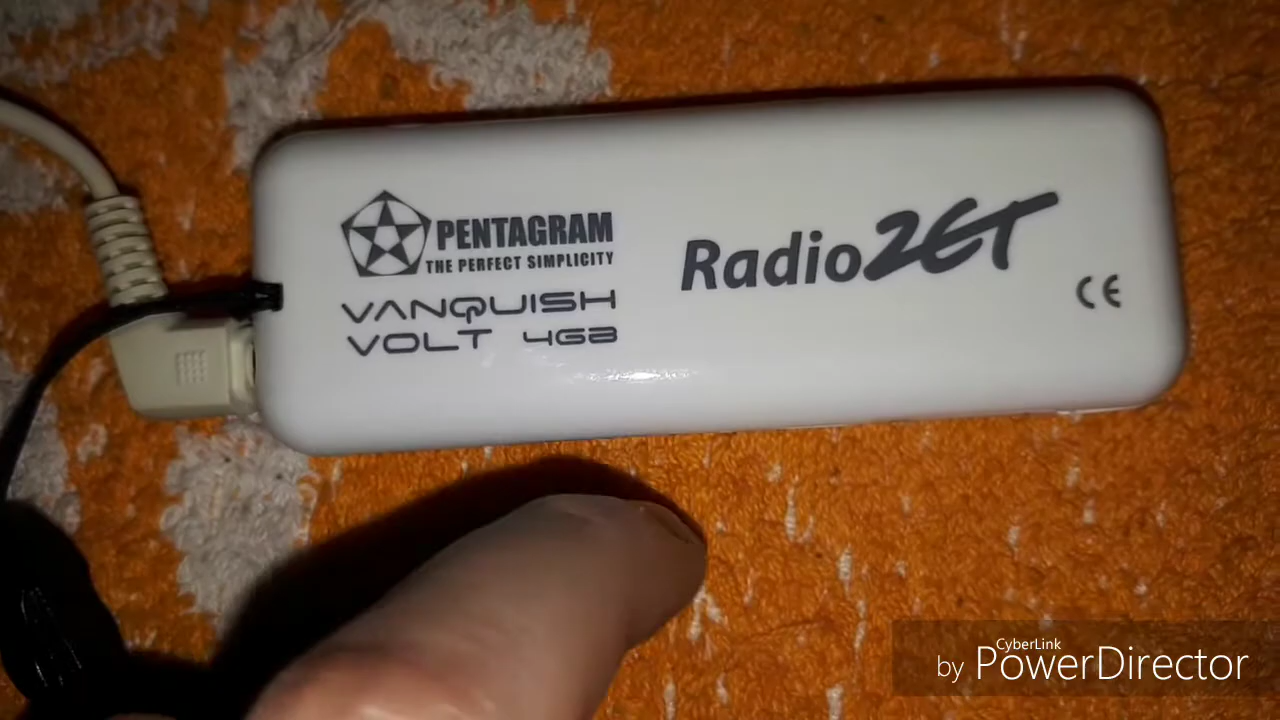 PENTAGRAM
THE PERFECT SIMPLICITY
VANQUISH
VOLT 4GB
RadioZET
CE
CyberLink
by PowerDirector